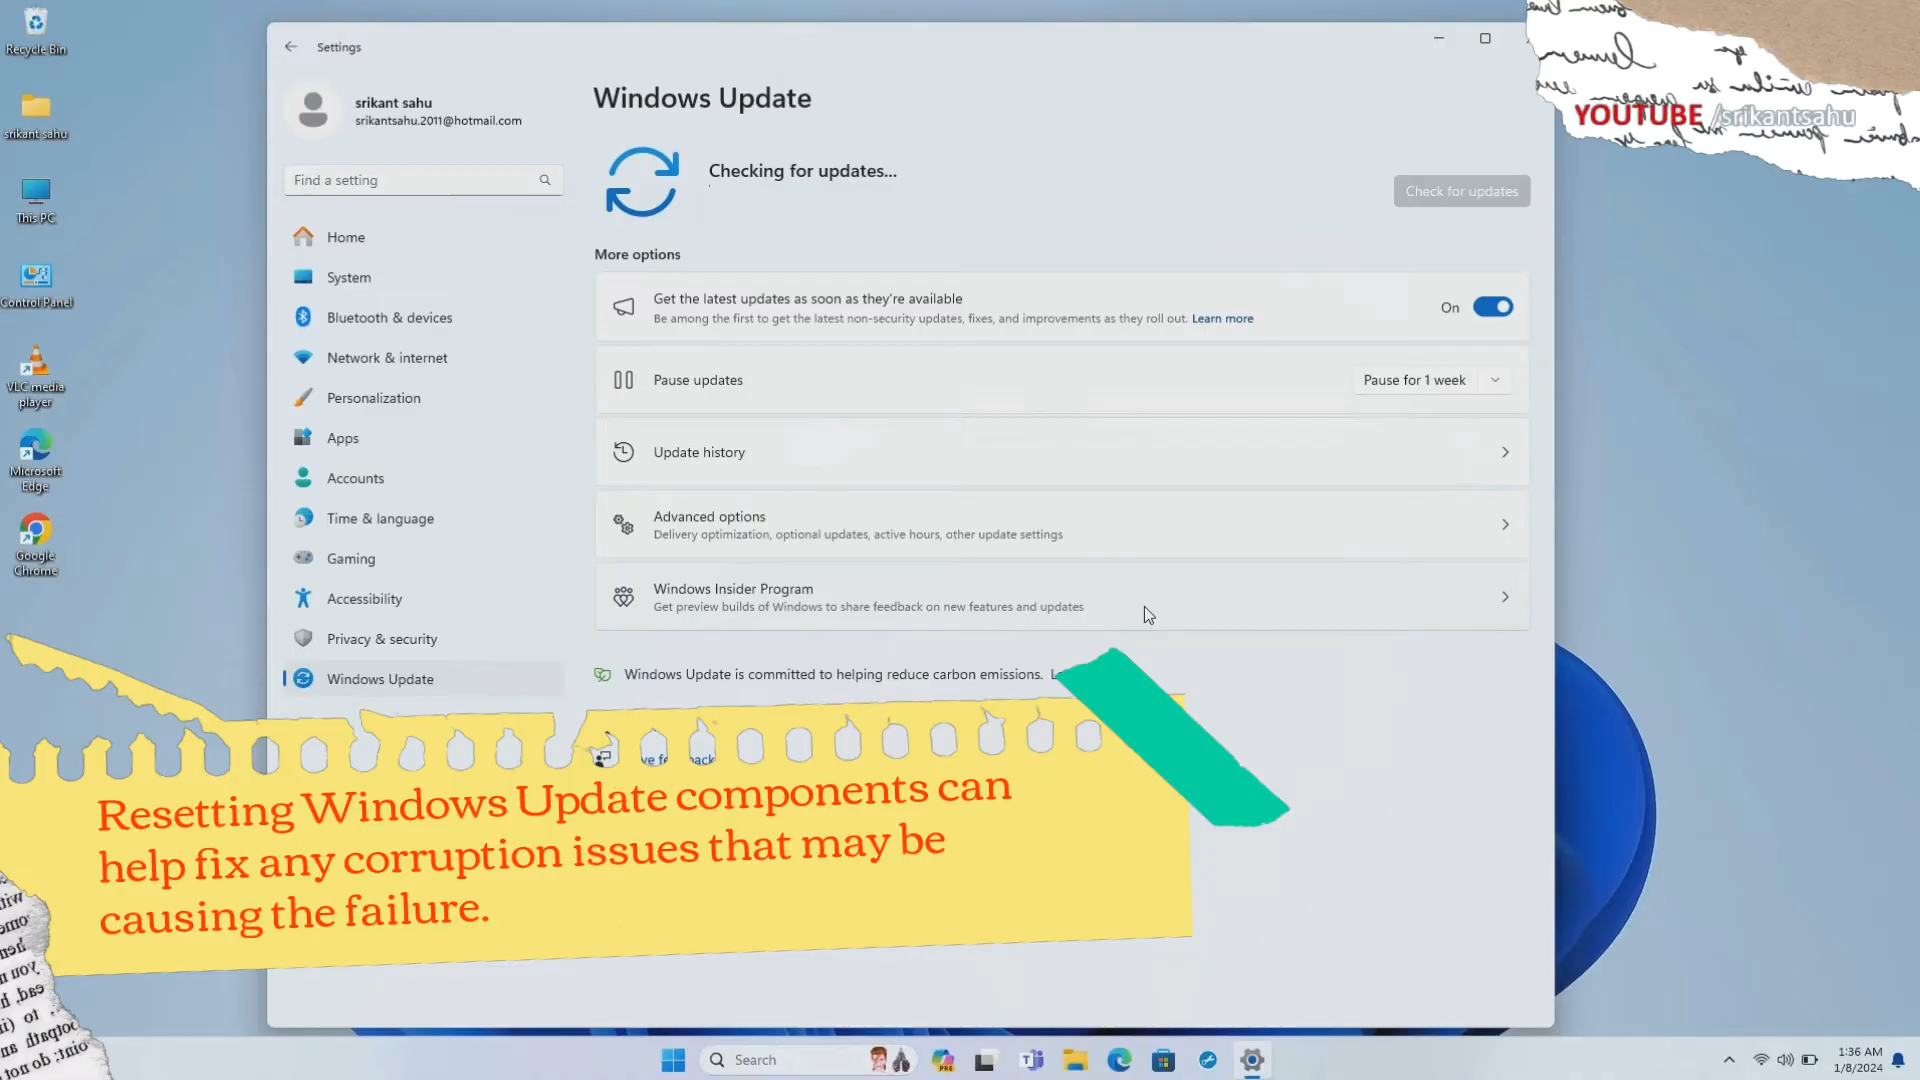 Recycle Bin
srikant sahu
This PC
Control Panel
VLC media
player
Microsoft
Edge
Google
Chrome
Settings
srikant sahu
srikantsahu.2011@hotmail.com
Find a setting
Home
System
Bluetooth & devices
Network & internet
Personalization
Apps
Accounts
Time & language
Gaming
Accessibility
Privacy & security
Windows Update
Windows Update
Checking for updates...
Check for updates
More options
Get the latest updates as soon as they're available
Be among the first to get the latest non-security updates, fixes, and improvements as they roll out. Learn more
On
Pause updates
Pause for 1 week
Update history
Advanced options
Delivery optimization, optional updates, active hours, other update settings
Windows Insider Program
Get preview builds of Windows to share feedback on new features and updates
Windows Update is committed to helping reduce carbon emissions.
YOUTUBE /srikantsahu
Resetting Windows Update components can
help fix any corruption issues that may be
causing the failure.
Search
PRE
1:36 AM
1/8/2024